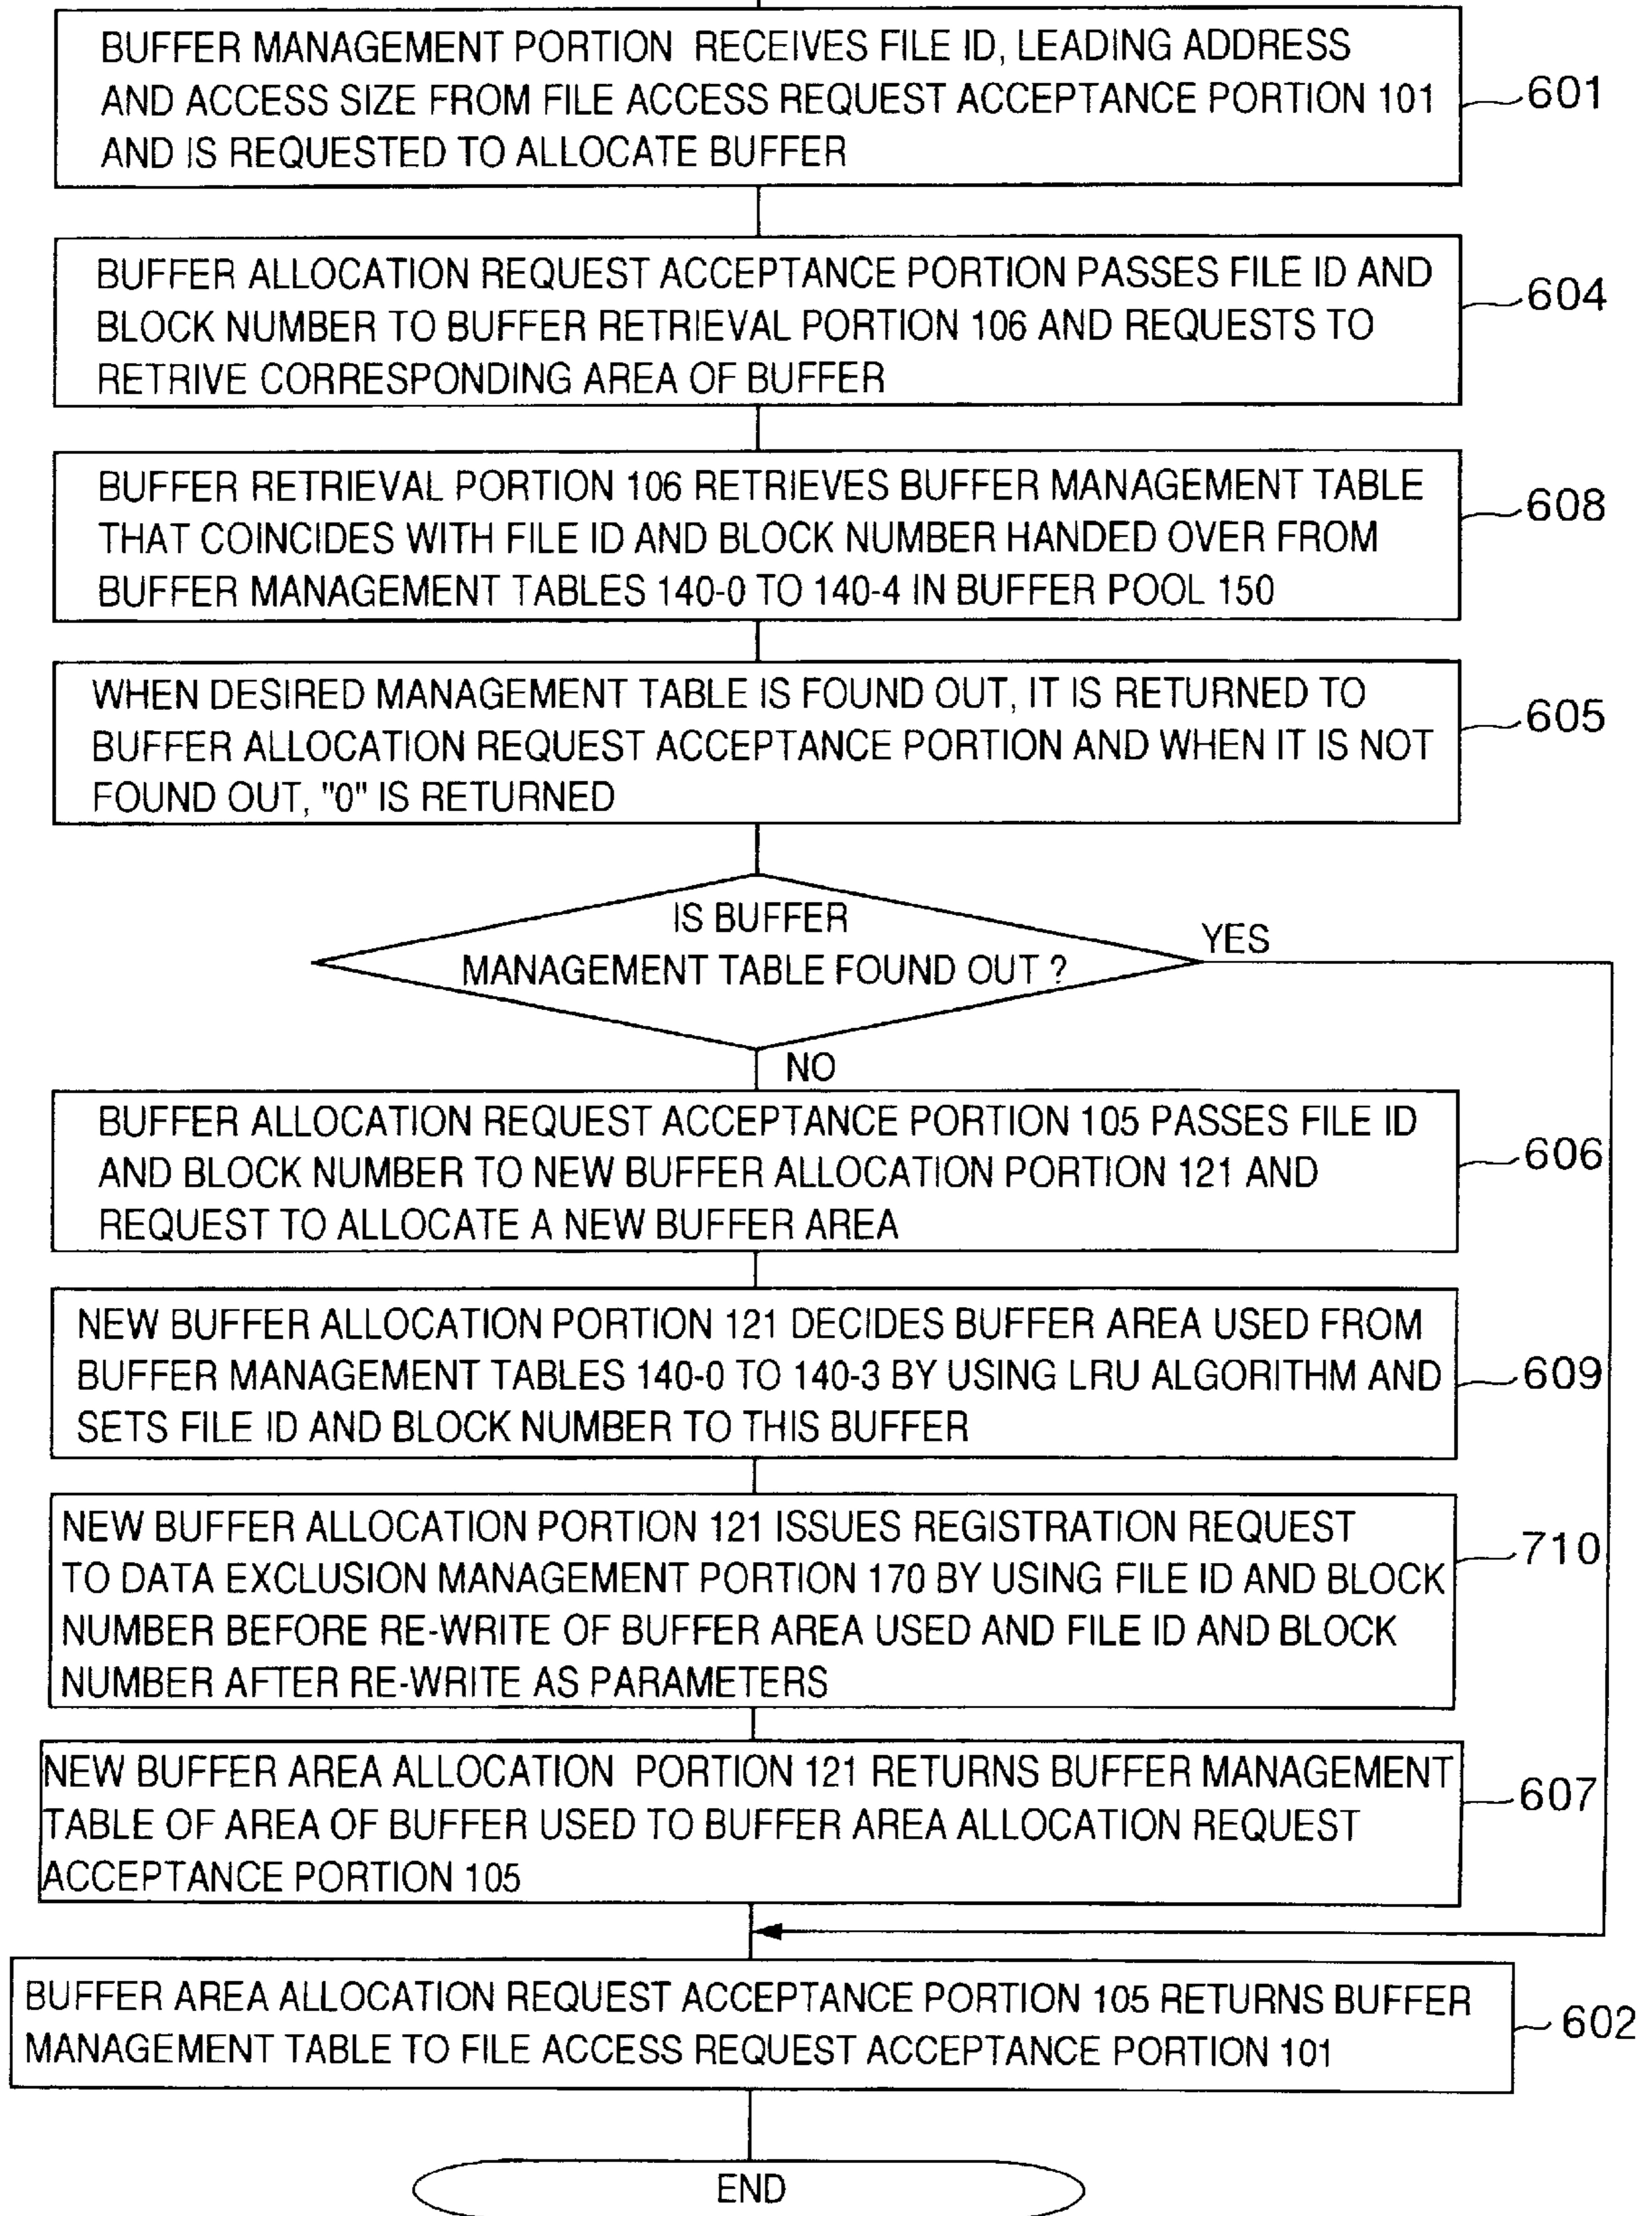 BUFFER MANAGEMENT PORTION RECEIVES FILE ID, LEADING ADDRESS
AND ACCESS SIZE FROM FILE ACCESS REQUEST ACCEPTANCE PORTION 101
AND IS REQUESTED TO ALLOCATE BUFFER
601
BUFFER ALLOCATION REQUEST ACCEPTANCE PORTION PASSES FILE ID AND
BLOCK NUMBER TO BUFFER RETRIEVAL PORTION 106 AND REQUESTS TO
RETRIVE CORRESPONDING AREA OF BUFFER
604
BUFFER RETRIEVAL PORTION 106 RETRIEVES BUFFER MANAGEMENT TABLE
THAT COINCIDES WITH FILE ID AND BLOCK NUMBER HANDED OVER FROM
BUFFER MANAGEMENT TABLES 140-0 TO 140-4 IN BUFFER POOL 150
608
WHEN DESIRED MANAGEMENT TABLE IS FOUND OUT, IT IS RETURNED TO
BUFFER ALLOCATION REQUEST ACCEPTANCE PORTION AND WHEN IT IS NOT
FOUND OUT, "0" IS RETURNED
605
IS BUFFER
MANAGEMENT TABLE FOUND OUT ?
YES
NO
BUFFER ALLOCATION REQUEST ACCEPTANCE PORTION 105 PASSES FILE ID
AND BLOCK NUMBER TO NEW BUFFER ALLOCATION PORTION 121 AND
REQUEST TO ALLOCATE A NEW BUFFER AREA
606
NEW BUFFER ALLOCATION PORTION 121 DECIDES BUFFER AREA USED FROM
BUFFER MANAGEMENT TABLES 140-0 TO 140-3 BY USING LRU ALGORITHM AND
SETS FILE ID AND BLOCK NUMBER TO THIS BUFFER
609
NEW BUFFER ALLOCATION PORTION 121 ISSUES REGISTRATION REQUEST
TO DATA EXCLUSION MANAGEMENT PORTION 170 BY USING FILE ID AND BLOCK
NUMBER BEFORE RE-WRITE OF BUFFER AREA USED AND FILE ID AND BLOCK
NUMBER AFTER RE-WRITE AS PARAMETERS
710
NEW BUFFER AREA ALLOCATION PORTION 121 RETURNS BUFFER MANAGEMENT
TABLE OF AREA OF BUFFER USED TO BUFFER AREA ALLOCATION REQUEST
ACCEPTANCE PORTION 105
607
BUFFER AREA ALLOCATION REQUEST ACCEPTANCE PORTION 105 RETURNS BUFFER
MANAGEMENT TABLE TO FILE ACCESS REQUEST ACCEPTANCE PORTION 101
602
END